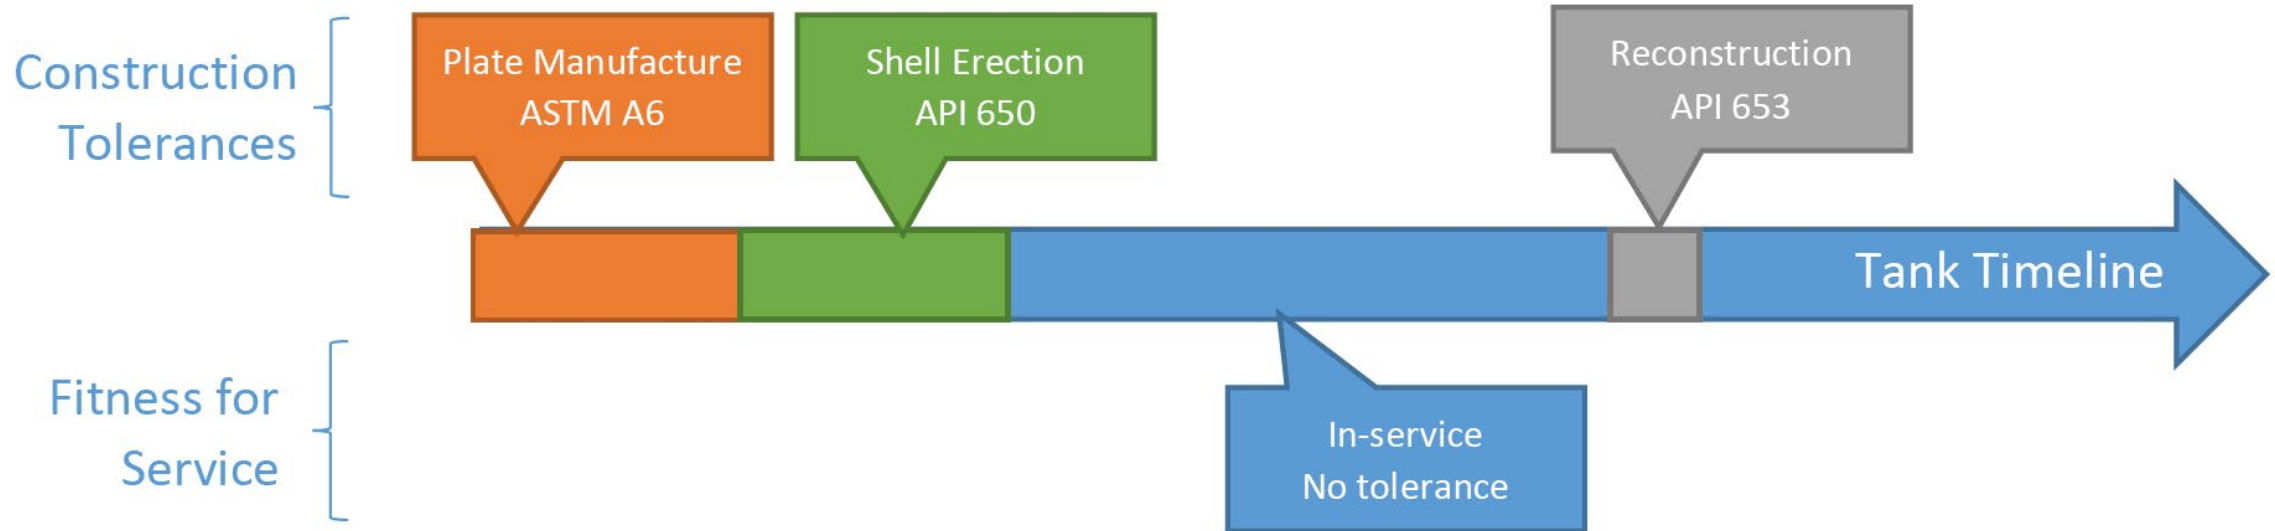 Construction
Tolerances
Plate Manufacture
ASTM A6
Shell Erection
API 650
Reconstruction
API 653
Tank Timeline
Fitness for
Service
In-service
No tolerance